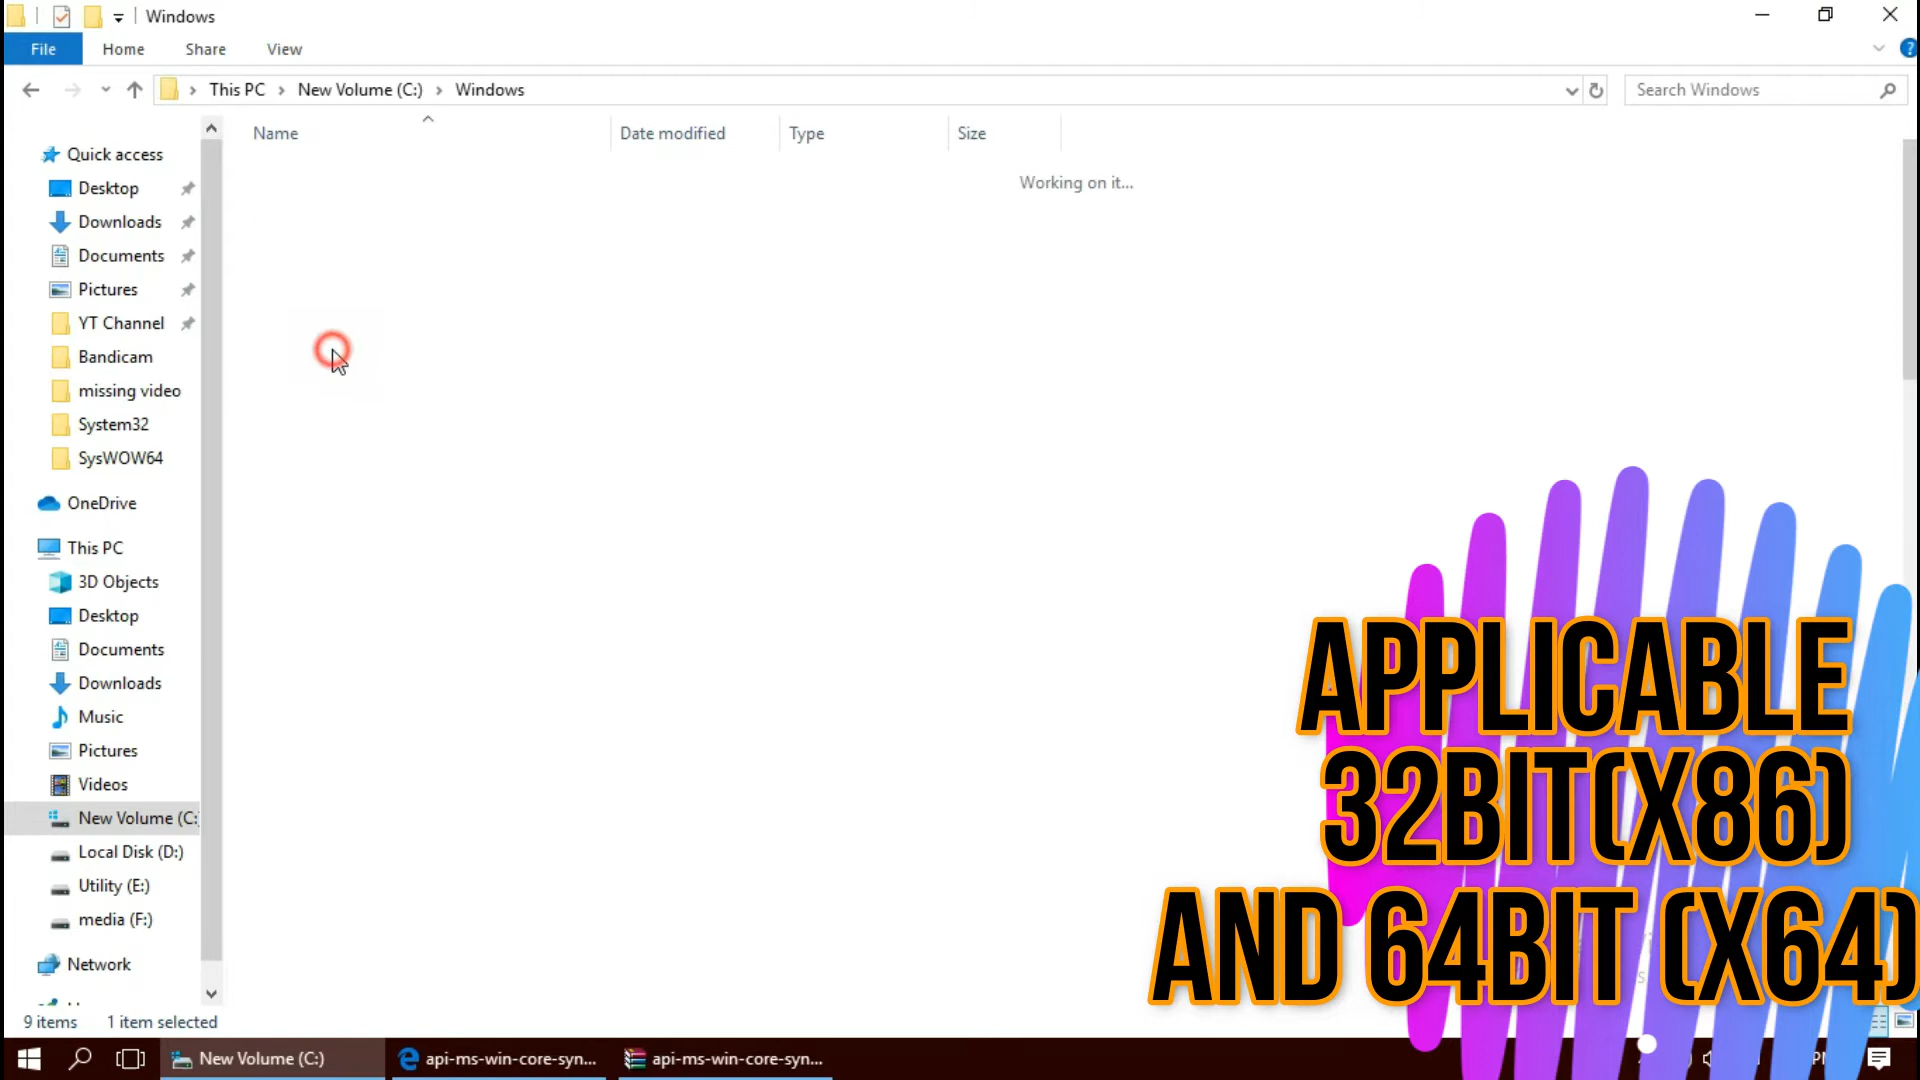 Windows
File Home Share View
This PC > New Volume (C:) > Windows
Search Windows
Name Date modified Type Size
Working on it...
Quick access
Desktop
Downloads
Documents
Pictures
YT Channel
Bandicam
missing video
System32
SysWOW64
OneDrive
This PC
3D Objects
Desktop
Documents
Downloads
Music
Pictures
Videos
New Volume (C:
Local Disk (D:)
Utility (E:)
media (F:)
Network
APPLICABLE
32BIT(X86)
AND 64BIT (X64)
9 items 1 item selected
New Volume (C:) api-ms-win-core-syn... api-ms-win-core-syn...